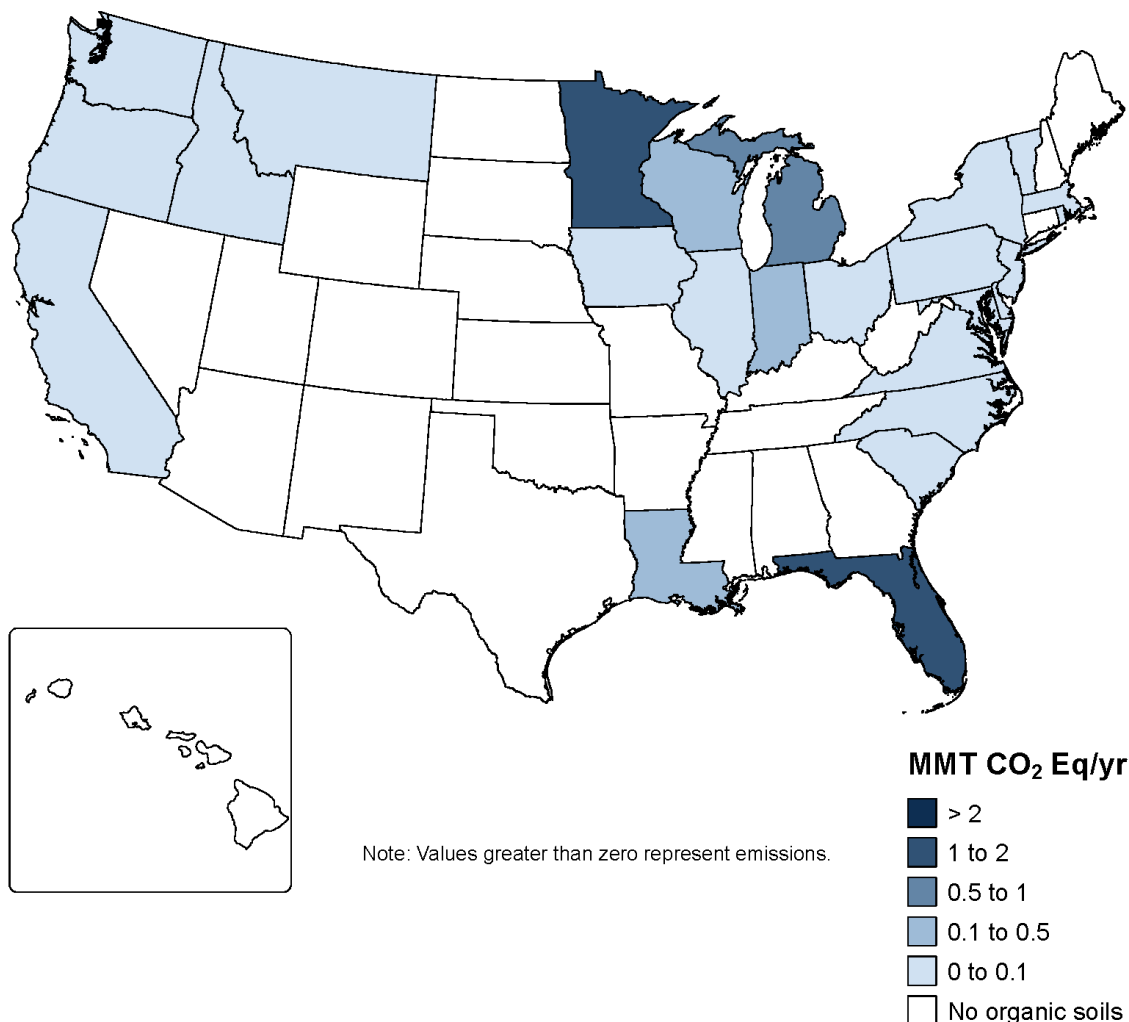 MMT CO₂ Eq/yr
> 2
1 to 2
Note: Values greater than zero represent emissions.
0.5 to 1
0.1 to 0.5
0 to 0.1
No organic soils